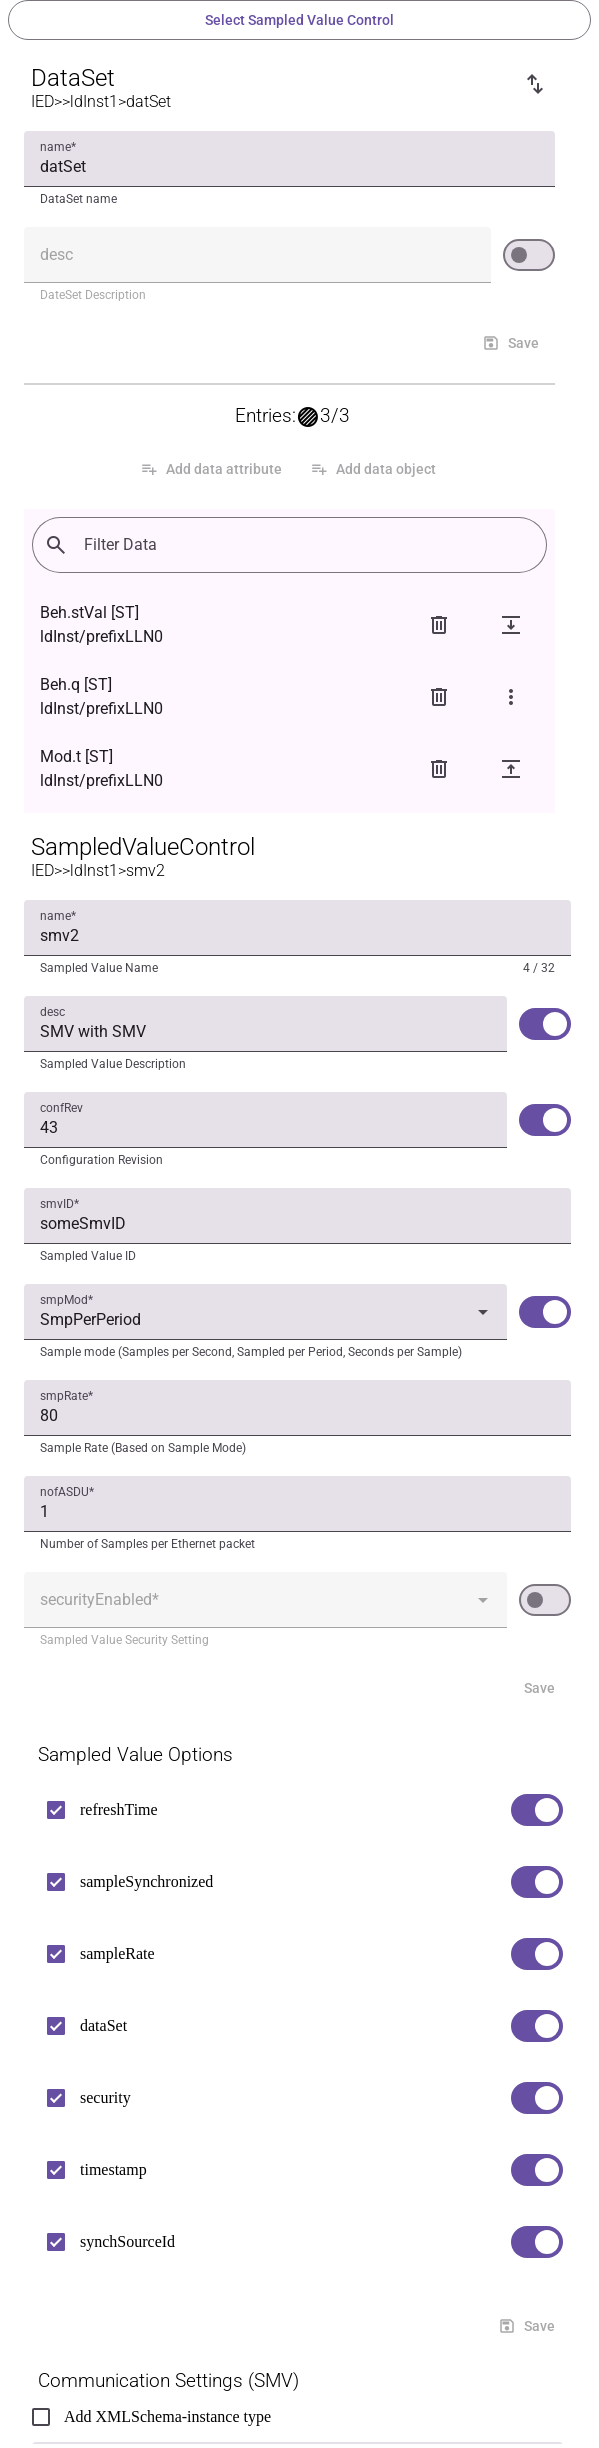 Select Sampled Value Control
DataSet
IED>>ldInst1>datSet
name*
datSet
DataSet name
desc
DateSet Description
Save
Entries: 3/3
Add data attribute Add data object
Filter Data
Beh.stVal [ST]
ldInst/prefixLLN0
Beh.q [ST]
ldInst/prefixLLN0
Mod.t [ST]
ldInst/prefixLLN0
SampledValueControl
IED>>ldInst1>smv2
name*
smv2
Sampled Value Name 4 / 32
desc
SMV with SMV
Sampled Value Description
confRev
43
Configuration Revision
smvID*
someSmvID
Sampled Value ID
smpMod*
SmpPerPeriod
Sample mode (Samples per Second, Sampled per Period, Seconds per Sample)
smpRate*
80
Sample Rate (Based on Sample Mode)
nofASDU*
1
Number of Samples per Ethernet packet
securityEnabled*
Sampled Value Security Setting
Save
Sampled Value Options
refreshTime
sampleSynchronized
sampleRate
dataSet
security
timestamp
synchSourceId
Save
Communication Settings (SMV)
Add XMLSchema-instance type